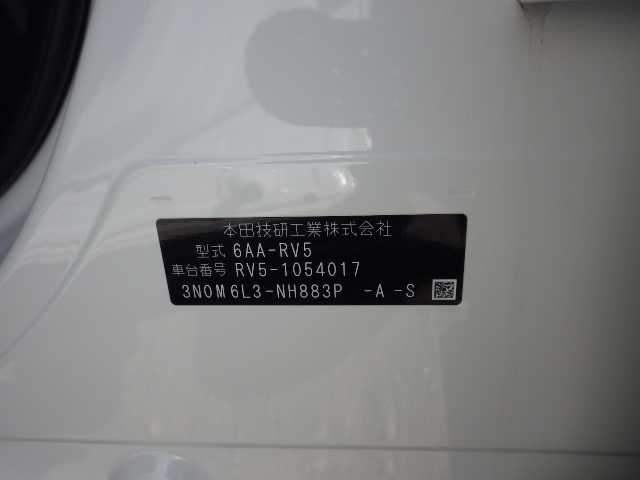 本田技研工業株式会社
型式 6AA-RV5
車台番号 RV5-1054017
3N0M6L3-NH883P -A -S